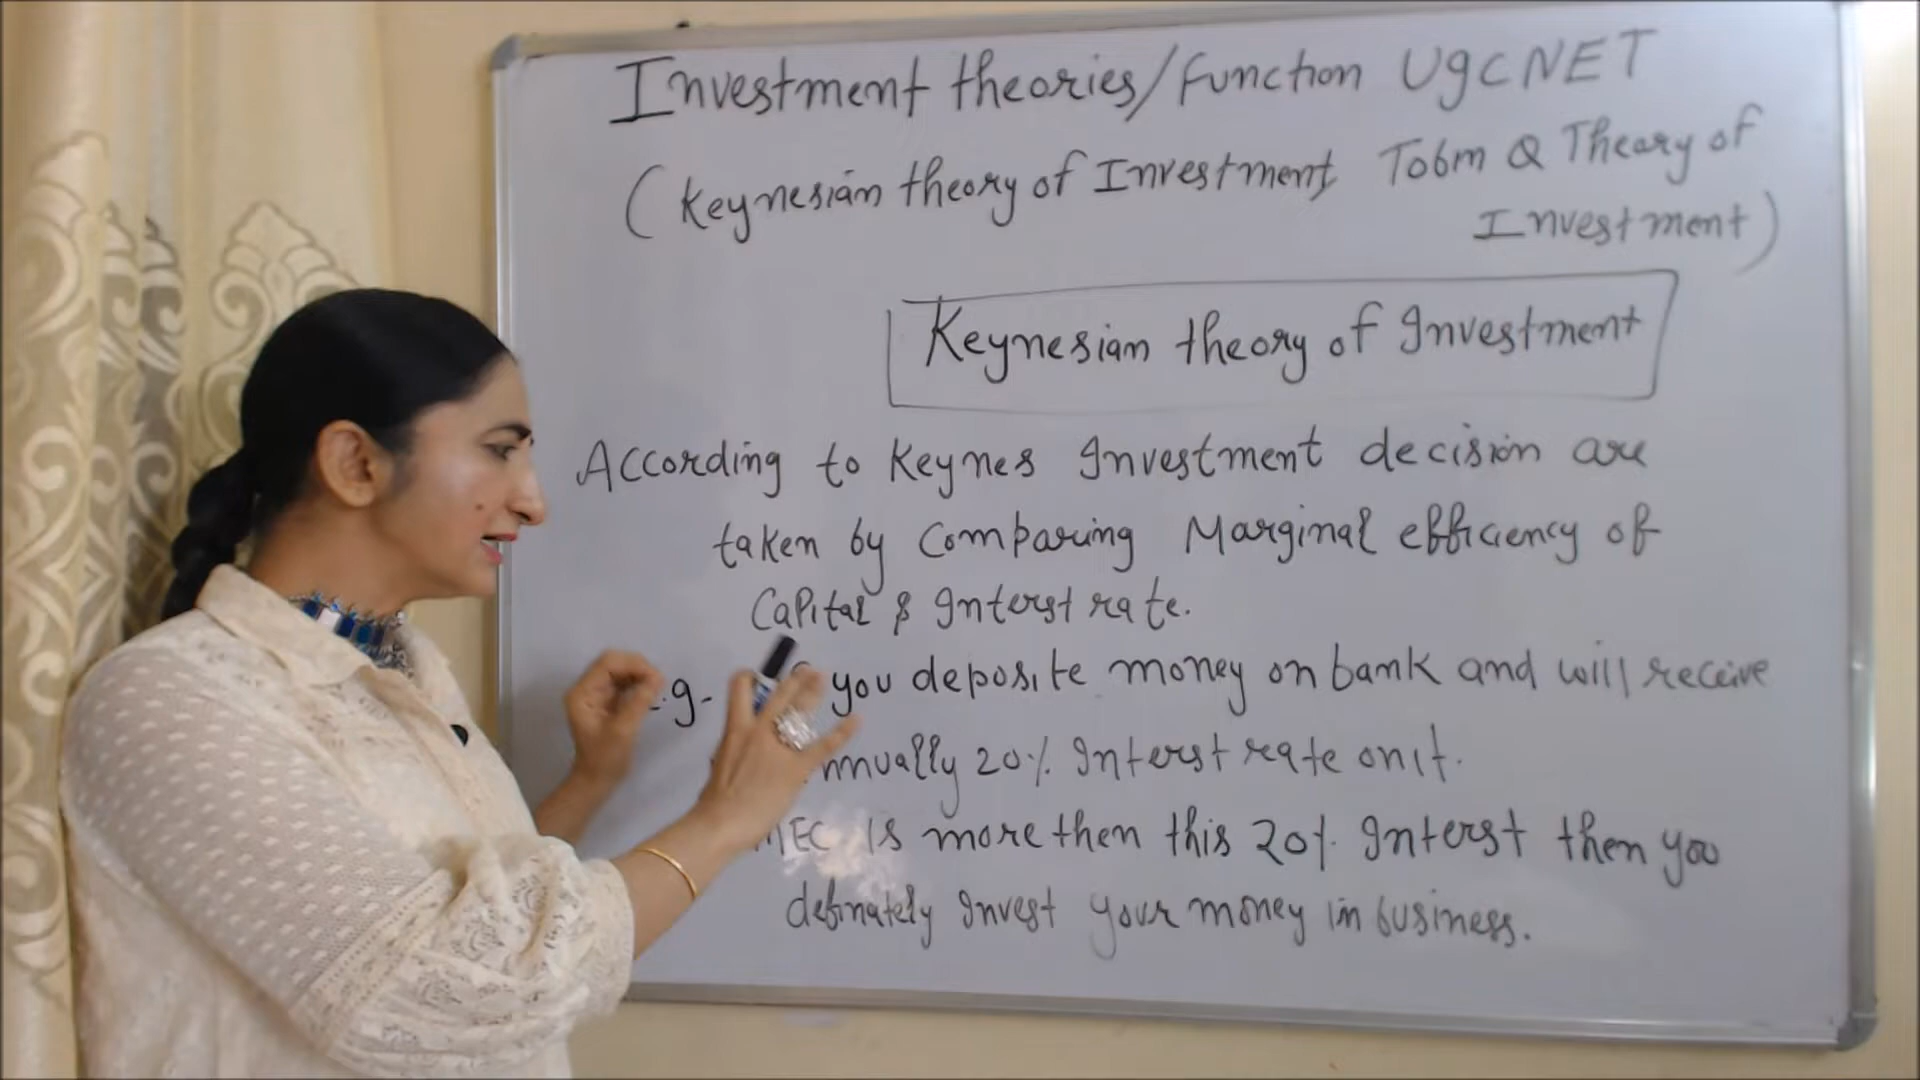 Investment theories/function UgCNET
(Keynesian theory of Investment, Tobin Q Theory of
Investment)
Keynesian theory of Investment
According to Keynes Investment decision are
taken by Comparing Marginal efficiency of
Capital & Interst rate.
.g. you deposite money on bank and will receive
nnually 20% Interst rate on it.
MEC is more then this 20% Interst then you
definately Invest your money in business.